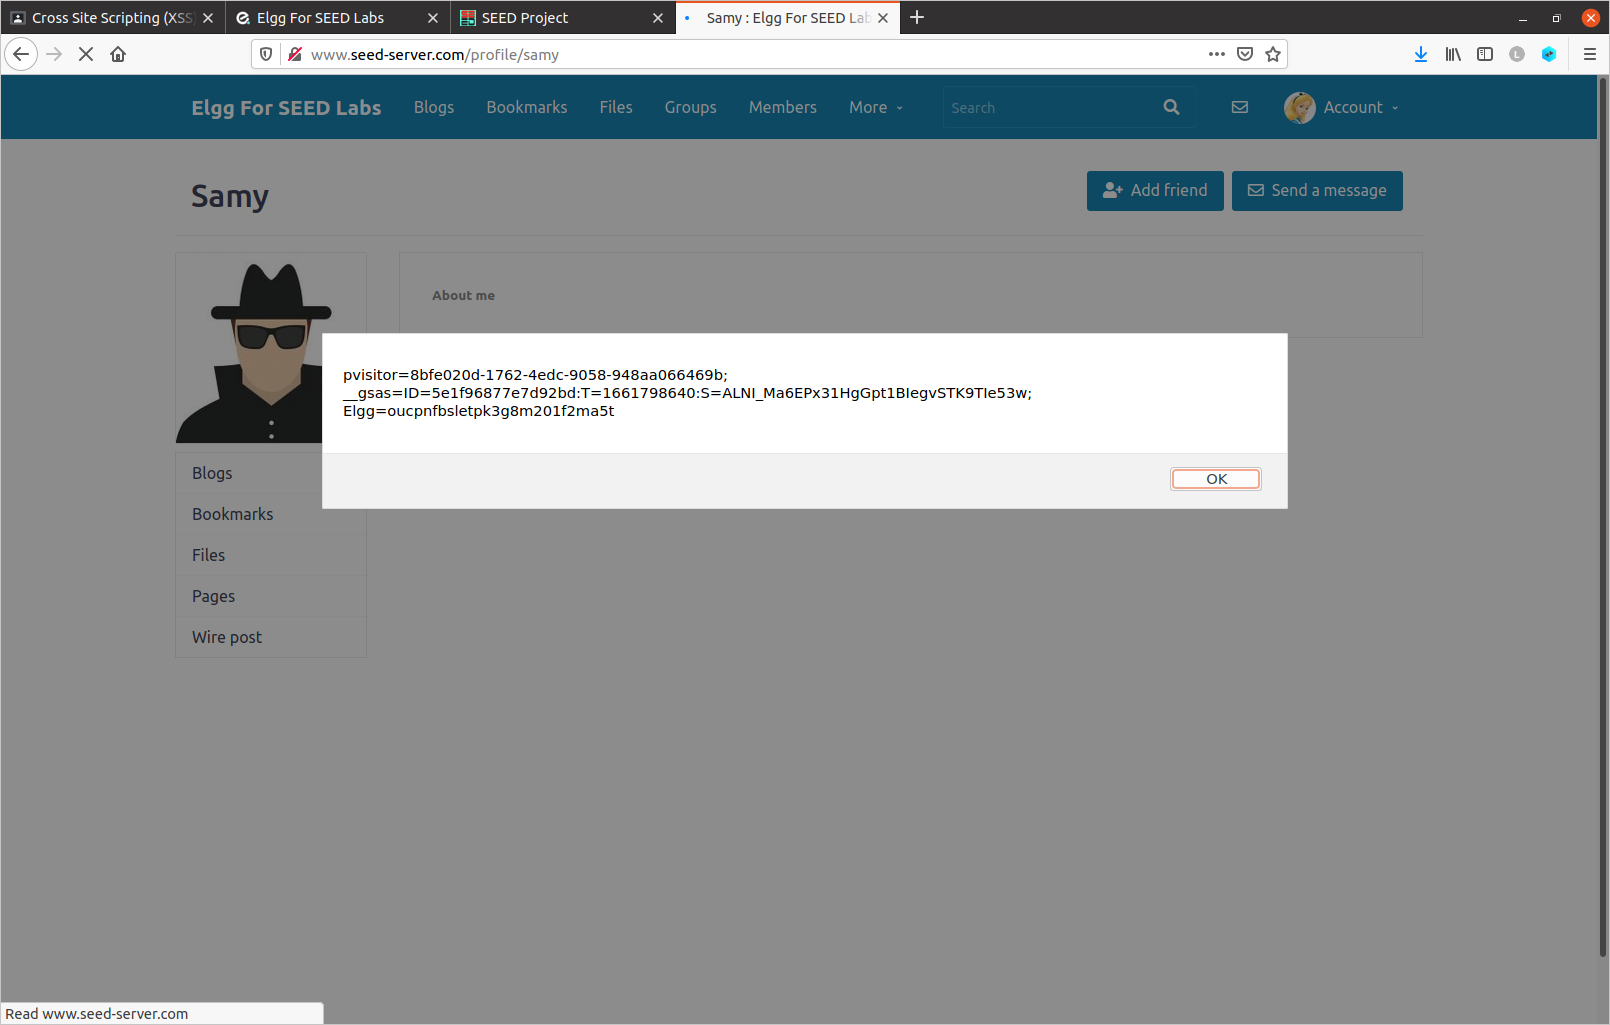 Cross Site Scripting (XSS
Elgg For SEED Labs
SEED Project
Samy : Elgg For SEED Lab
www.seed-server.com/profile/samy
Elgg For SEED Labs
Blogs
Bookmarks
Files
Groups
Members
More
Search
Account
Samy
Add friend
Send a message
About me
pvisitor=8bfe020d-1762-4edc-9058-948aa066469b;
__gsas=ID=5e1f96877e7d92bd:T=1661798640:S=ALNI_Ma6EPx31HgGpt1BIegvSTK9TIe53w;
Elgg=oucpnfbsletpk3g8m201f2ma5t
OK
Blogs
Bookmarks
Files
Pages
Wire post
Read www.seed-server.com